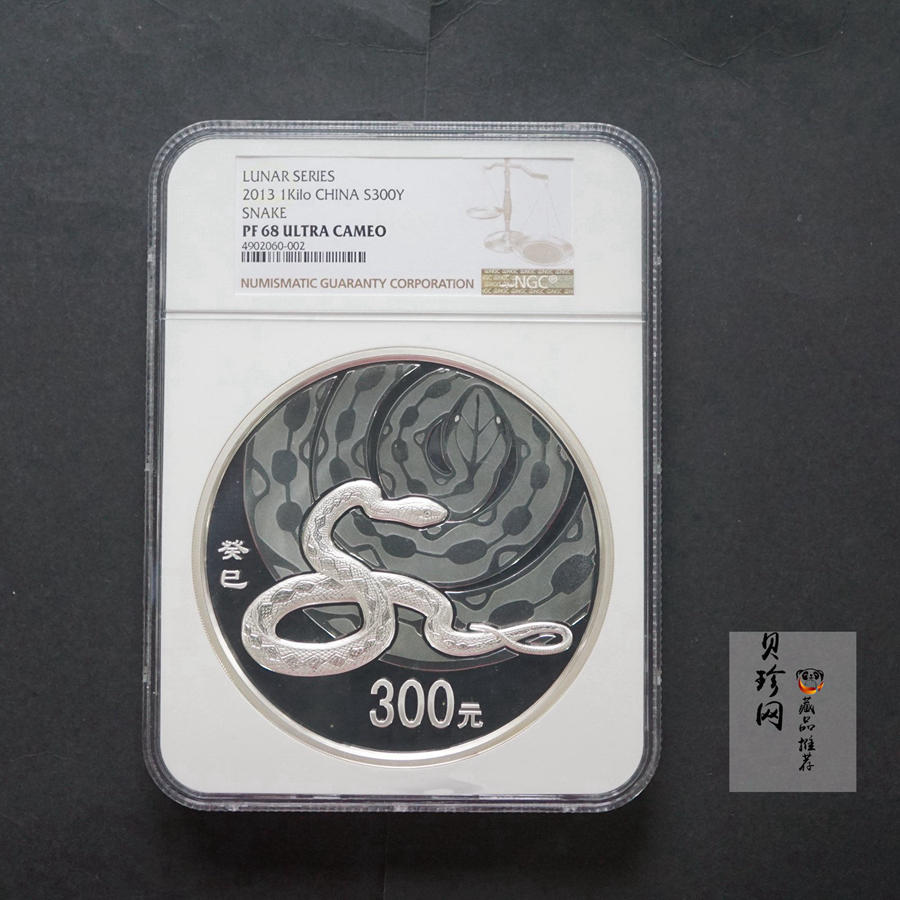 LUNAR SERIES
2013 1Kilo CHINA S300Y
SNAKE
PF 68 ULTRA CAMEO
4902060-002
NUMISMATIC GUARANTY CORPORATION
NGC
癸巳
300元
贝珍网
藏品推荐